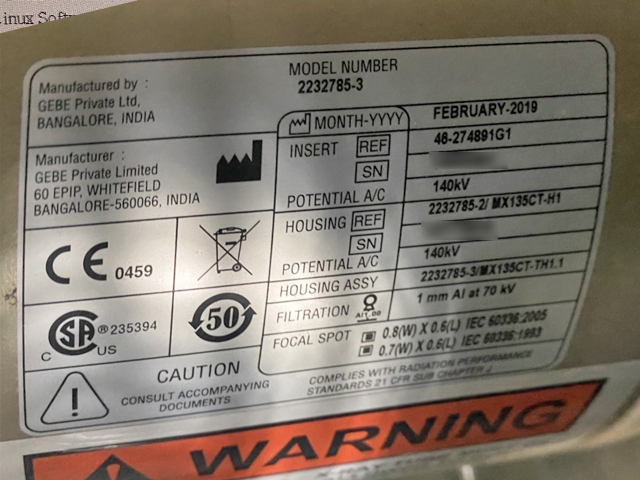 Linux
MODEL NUMBER
2232785-3
Manufactured by :
GEBE Private Ltd,
BANGALORE, INDIA
Manufacturer :
GEBE Private Limited
60 EPIP, WHITEFIELD
BANGALORE-560066, INDIA
CE 0459
SA ® 235394
C US
50
MONTH-YYYY FEBRUARY-2019
INSERT REF 46-274891G1
SN
POTENTIAL A/C 140kV
HOUSING REF 2232785-2/ MX135CT-H1
SN
POTENTIAL A/C 140kV
HOUSING ASSY 2232785-3/MX135CT-TH1.1
FILTRATION 1 mm Al at 70 kV
FOCAL SPOT 0.8(W) X 0.6(L) IEC 60336:2005
0.7(W) X 0.6(L) IEC 60336:1993
! CAUTION
CONSULT ACCOMPANYING
DOCUMENTS
COMPLIES WITH RADIATION PERFORMANCE
STANDARDS 21 CFR SUB CHAPTER J
WARNING